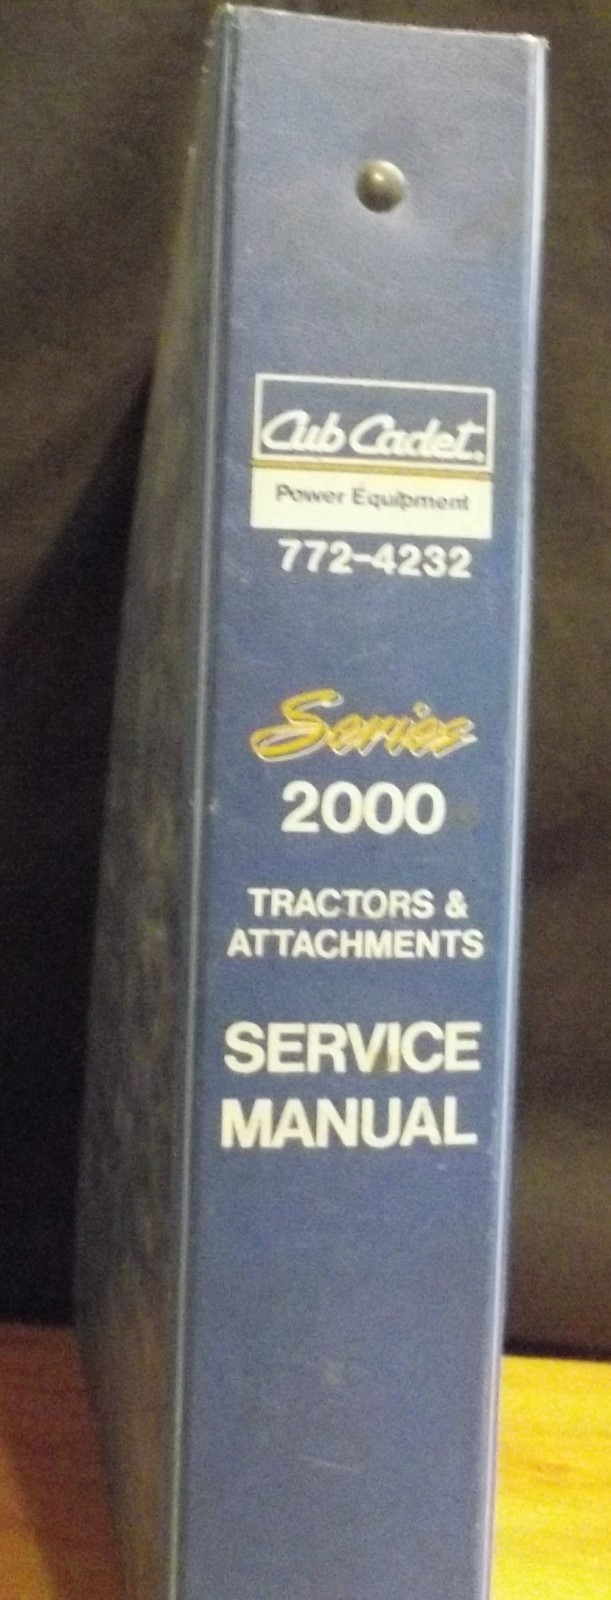 Cub Cadet.
Power Equipment
772-4232
Series
2000
TRACTORS &
ATTACHMENTS
SERVICE
MANUAL